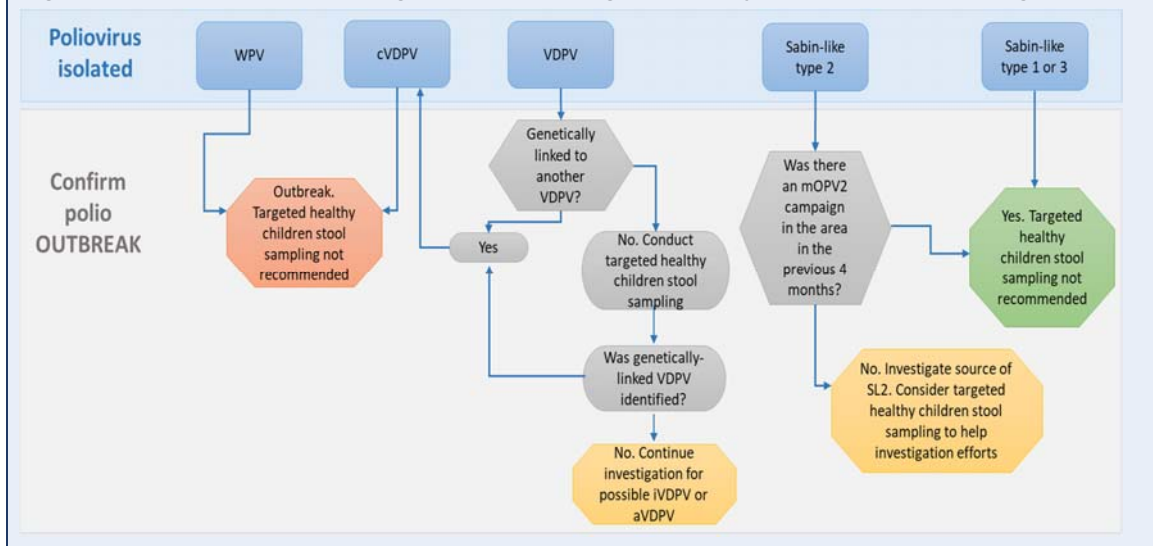 Poliovirus
isolated
WPV
cVDPV
VDPV
Sabin-like
type 2
Sabin-like
type 1 or 3
Confirm
polio
OUTBREAK
Outbreak.
Targeted healthy
children stool
sampling not
recommended
Genetically
linked to
another
VDPV?
Yes
No. Conduct
targeted healthy
children stool
sampling
Was genetically-
linked VDPV
identified?
No. Continue
investigation for
possible iVDPV or
aVDPV
Was there
an mOPV2
campaign
in the area
in the
previous 4
months?
Yes. Targeted
healthy
children stool
sampling not
recommended
No. Investigate source of
SL2. Consider targeted
healthy children stool
sampling to help
investigation efforts